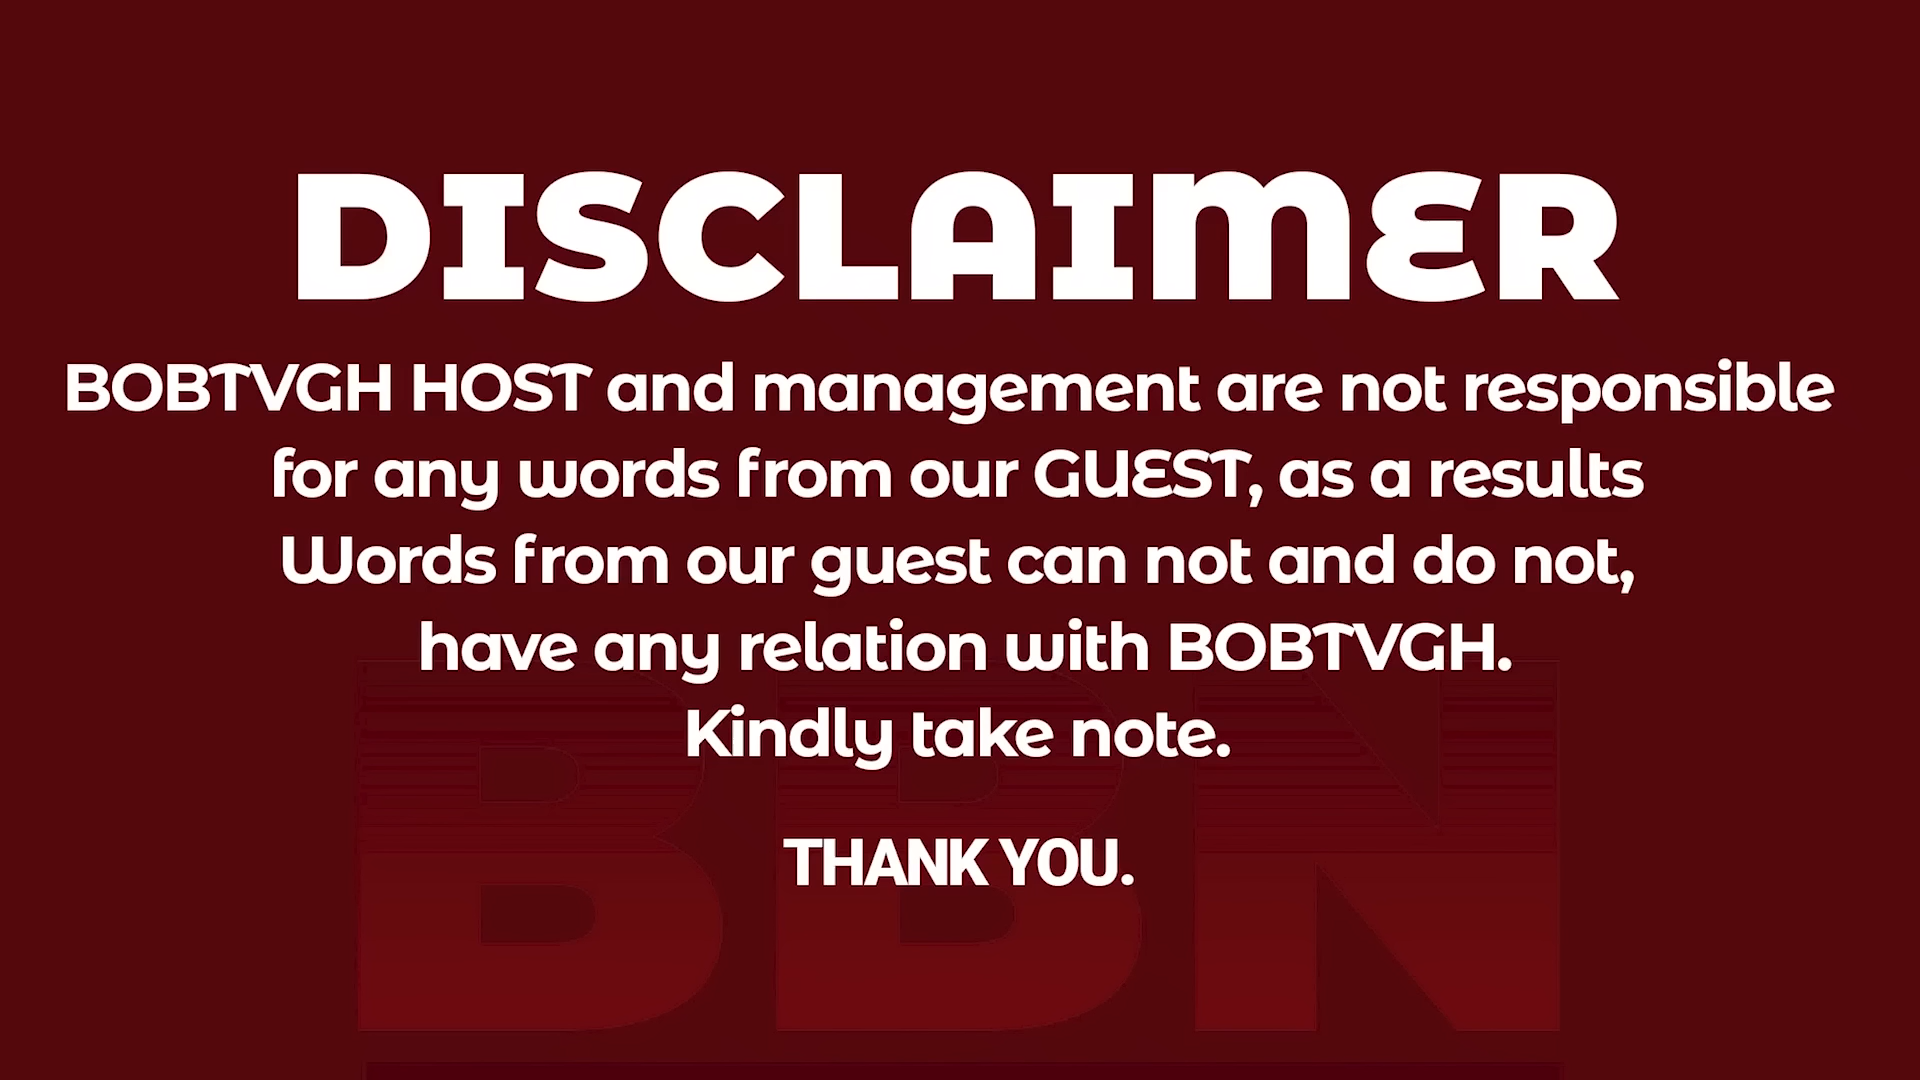 DISCLAIMER
BOBTVGH HOST and management are not responsible
for any words from our GUEST, as a results
Words from our guest can not and do not,
have any relation with BOBTVGH.
Kindly take note.
THANK YOU.
BBN